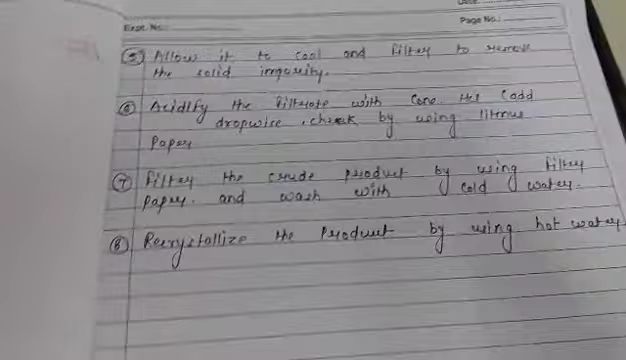 Date
Expt. No.
Page No.
⑤ Allow it to cool and filter to remove
the solid impurity.
⑥ Acidify the filtrate with Conc HCl (add
dropwise, check by using litmus
Paper
⑦ Filter the crude product by using filter
paper. and wash with cold water.
⑧ Recrystallize the Product by using hot water